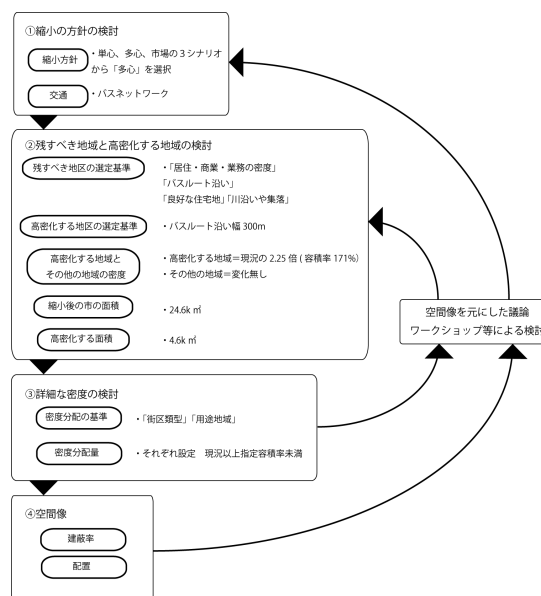 ①縮小の方針の検討
縮小方針
・単心、多心、市場の３シナリオ
から「多心」を選択
交通
・バスネットワーク
②残すべき地域と高密化する地域の検討
残すべき地区の選定基準
・「居住・商業・業務の密度」
「バスルート沿い」
「良好な住宅地」「川沿いや集落」
高密化する地区の選定基準
・バスルート沿い幅 300m
高密化する地域と
その他の地域の密度
・高密化する地域＝現況の 2.25 倍 ( 容積率 171%)
・その他の地域＝変化無し
縮小後の市の面積
・24.6k ㎡
高密化する面積
・4.6k ㎡
空間像を元にした議論
ワークショップ等による検討
③詳細な密度の検討
密度分配の基準
・「街区類型」「用途地域」
密度分配量
・それぞれ設定　現況以上指定容積率未満
④空間像
建蔽率
配置